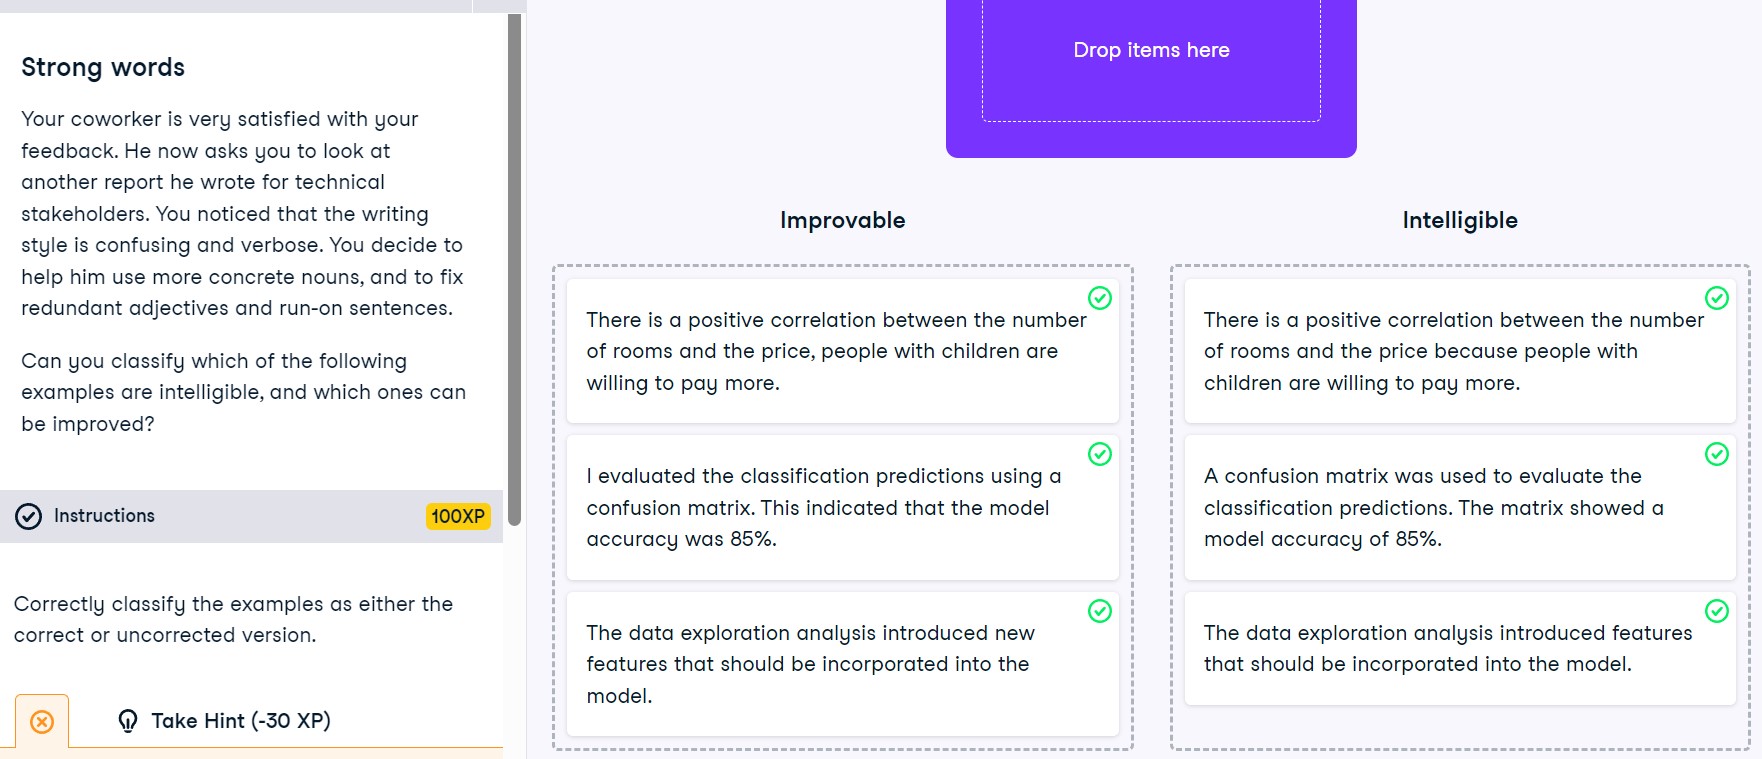 Strong words
Your coworker is very satisfied with your
feedback. He now asks you to look at
another report he wrote for technical
stakeholders. You noticed that the writing
style is confusing and verbose. You decide to
help him use more concrete nouns, and to fix
redundant adjectives and run-on sentences.
Can you classify which of the following
examples are intelligible, and which ones can
be improved?
Instructions
100XP
Correctly classify the examples as either the
correct or uncorrected version.
Take Hint (-30 XP)
Drop items here
Improvable
There is a positive correlation between the number
of rooms and the price, people with children are
willing to pay more.
I evaluated the classification predictions using a
confusion matrix. This indicated that the model
accuracy was 85%.
The data exploration analysis introduced new
features that should be incorporated into the
model.
Intelligible
There is a positive correlation between the number
of rooms and the price because people with
children are willing to pay more.
A confusion matrix was used to evaluate the
classification predictions. The matrix showed a
model accuracy of 85%.
The data exploration analysis introduced features
that should be incorporated into the model.